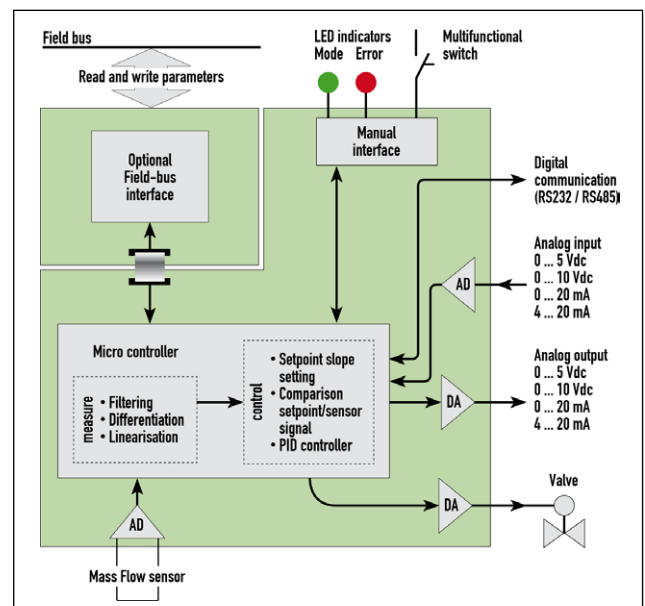 Field bus
Read and write parameters
LED indicators
Mode Error
Multifunctional
switch
Manual
interface
Optional
Field-bus
interface
Digital
communication
(RS232 / RS485)
Analog input
0 ... 5 Vdc
0 ... 10 Vdc
0 ... 20 mA
4 ... 20 mA
AD
Micro controller
measure
• Filtering
• Differentiation
• Linearisation
control
• Setpoint slope
setting
• Comparison
setpoint/sensor
signal
• PID controller
Analog output
0 ... 5 Vdc
0 ... 10 Vdc
0 ... 20 mA
4 ... 20 mA
DA
DA
Valve
AD
Mass Flow sensor